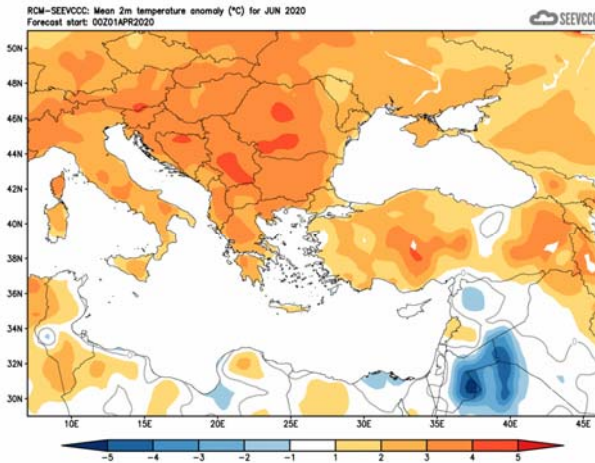 RCM-SEEVCCC: Mean 2m temperature anomaly (°C) for JUN 2020
Forecast start: 00Z01APR2020
SEEVCCC
50N
48N
46N
44N
42N
40N
38N
36N
34N
32N
30N
10E 15E 20E 25E 30E 35E 40E 45E
-5 -4 -3 -2 -1 1 2 3 4 5